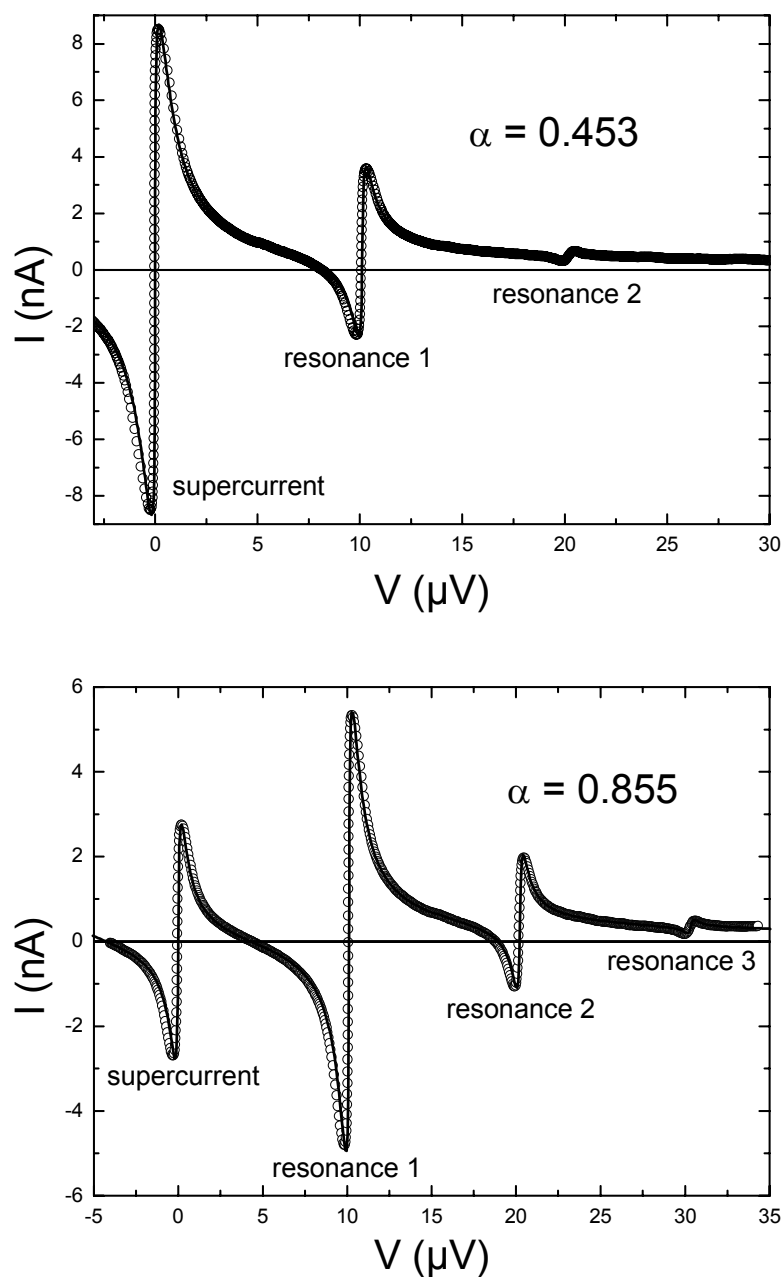 8
6
4
2
0
-2
-4
-6
-8
I (nA)
α = 0.453
resonance 2
resonance 1
supercurrent
0 5 10 15 20 25 30
V (µV)
6
4
2
0
-2
-4
-6
I (nA)
α = 0.855
resonance 3
resonance 2
supercurrent
resonance 1
-5 0 5 10 15 20 25 30 35
V (µV)